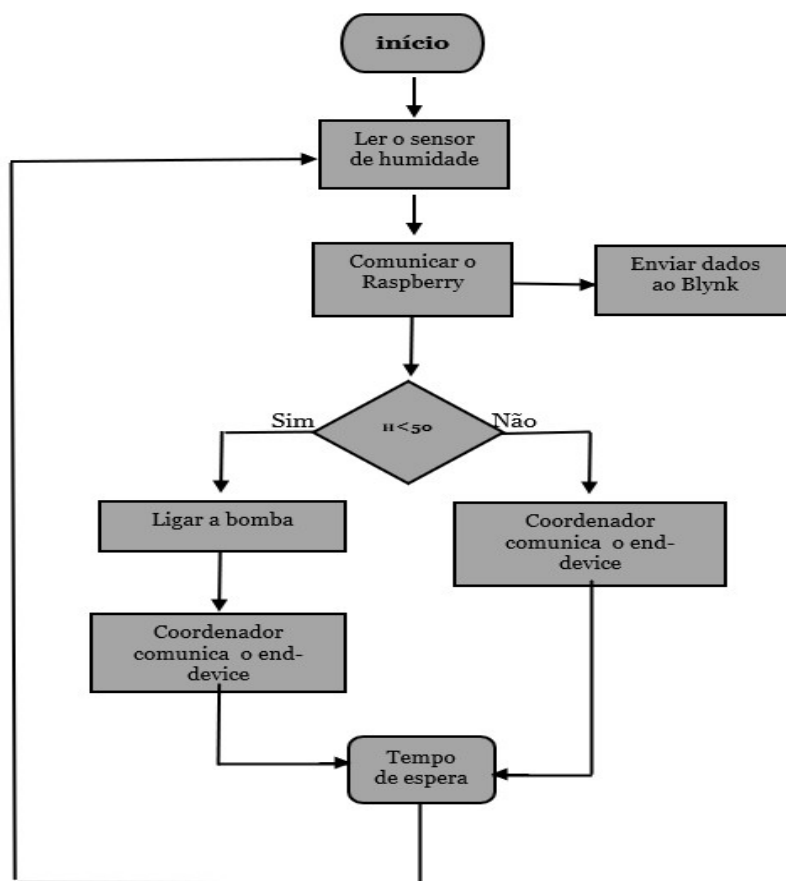 início
Ler o sensor
de humidade
Comunicar o
Raspberry
Enviar dados
ao Blynk
Sim
H<50
Não
Ligar a bomba
Coordenador
comunica o end-
device
Coordenador
comunica o end-
device
Tempo
de espera